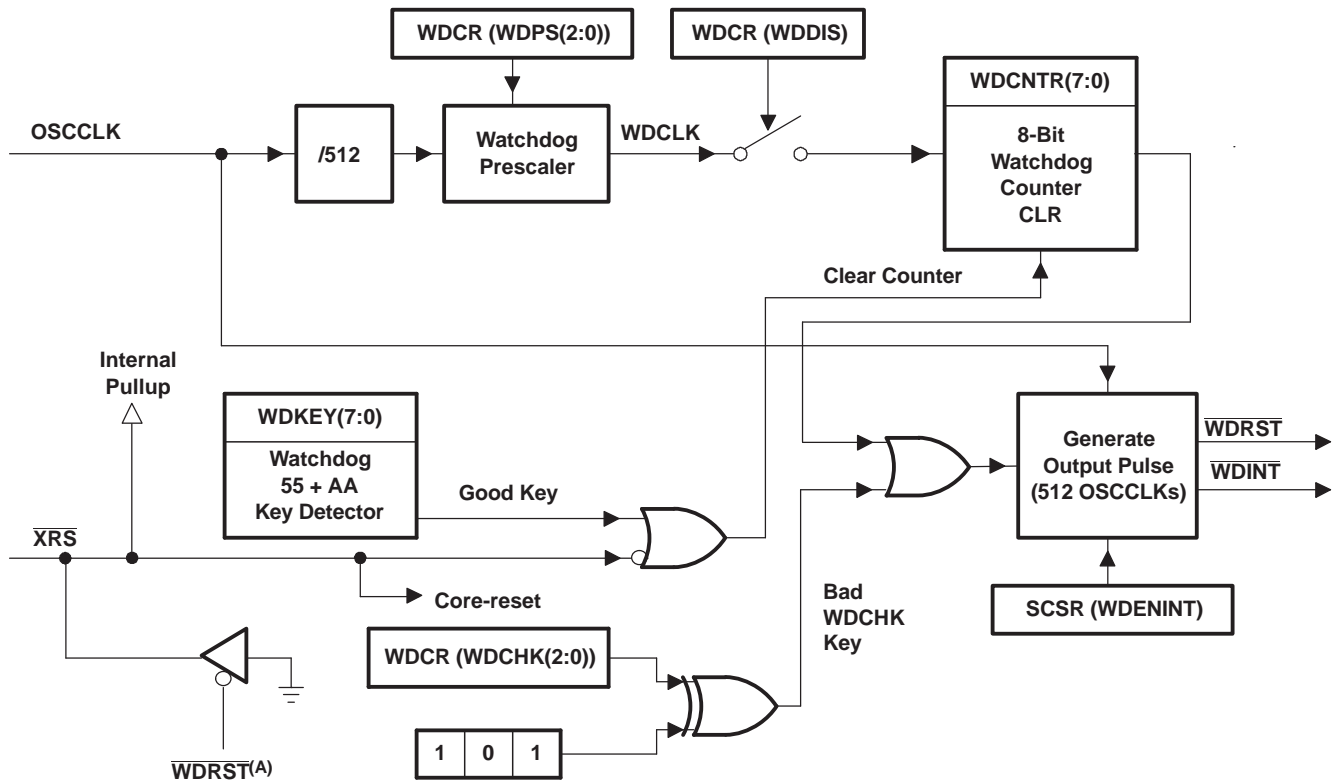 WDCR (WDPS(2:0))
WDCR (WDDIS)
WDCNTR(7:0)
OSCCLK
WDCLK
/512
Watchdog
Prescaler
8-Bit
Watchdog
Counter
CLR
Clear Counter
Internal
Pullup
WDKEY(7:0)
Watchdog
55 + AA
Key Detector
Good Key
Generate
Output Pulse
(512 OSCCLKs)
WDRST
WDINT
XRS
Core-reset
Bad
WDCHK
Key
SCSR (WDENINT)
WDCR (WDCHK(2:0))
1 0 1
WDRST(A)